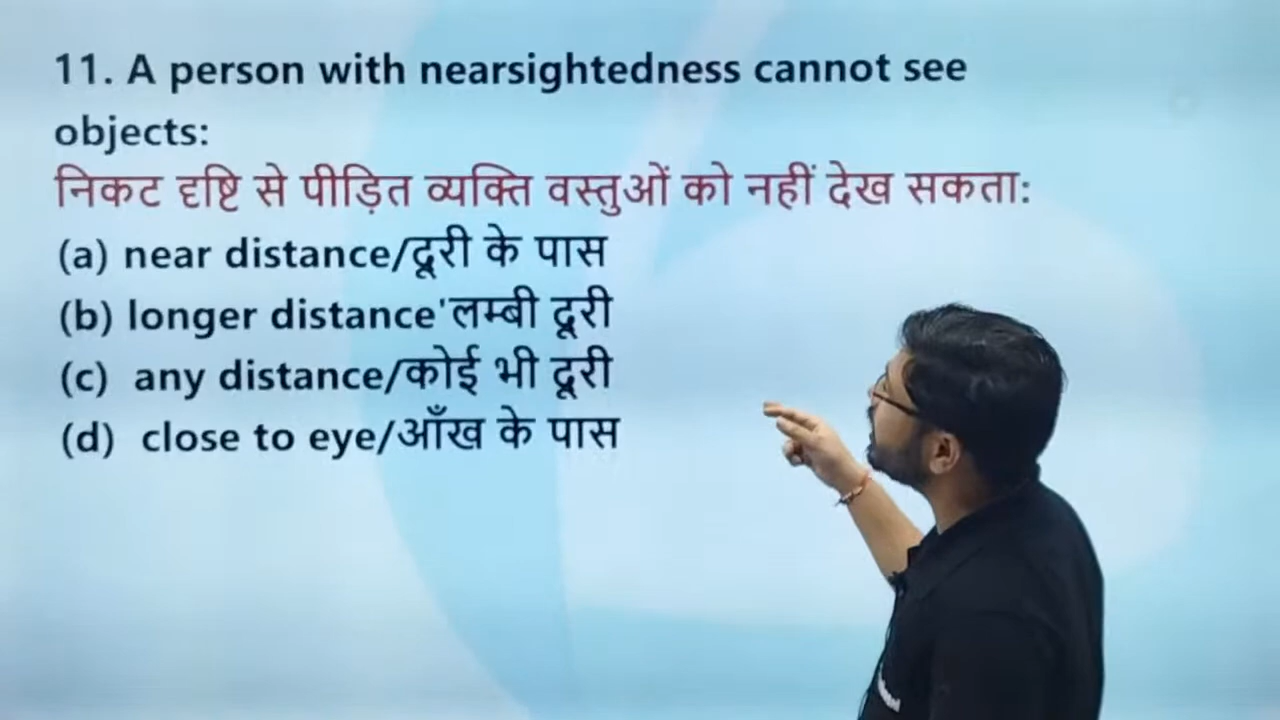 11. A person with nearsightedness cannot see
objects:
निकट दृष्टि से पीड़ित व्यक्ति वस्तुओं को नहीं देख सकता:
(a) near distance/दूरी के पास
(b) longer distance'लम्बी दूरी
(c) any distance/कोई भी दूरी
(d) close to eye/आँख के पास